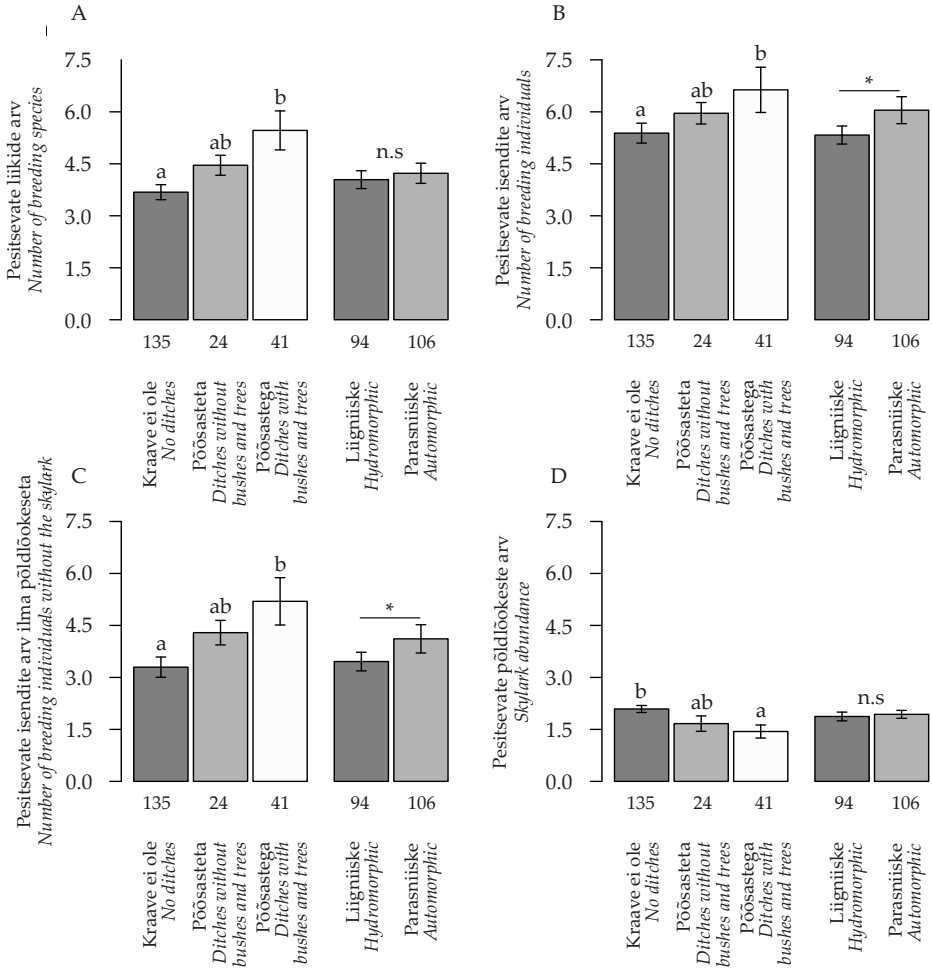 A
Pesitsevate liikide arv
Number of breeding species
7.5
6.0
4.5
3.0
1.5
0.0
a
ab
b
n.s
135
24
41
94
106
Kraave ei ole
No ditches
Põõsasteta
Ditches without
bushes and trees
Põõsastega
Ditches with
bushes and trees
Liigniiske
Hydromorphic
Parasniiske
Automorphic
B
Pesitsevate isendite arv
Number of breeding individuals
7.5
6.0
4.5
3.0
1.5
0.0
a
ab
b
*
135
24
41
94
106
Kraave ei ole
No ditches
Põõsasteta
Ditches without
bushes and trees
Põõsastega
Ditches with
bushes and trees
Liigniiske
Hydromorphic
Parasniiske
Automorphic
C
Pesitsevate isendite arv ilma põldlõokeseta
Number of breeding individuals without the skylark
7.5
6.0
4.5
3.0
1.5
0.0
a
ab
b
*
135
24
41
94
106
Kraave ei ole
No ditches
Põõsasteta
Ditches without
bushes and trees
Põõsastega
Ditches with
bushes and trees
Liigniiske
Hydromorphic
Parasniiske
Automorphic
D
Pesitsevate põldlõokeste arv
Skylark abundance
7.5
6.0
4.5
3.0
1.5
0.0
b
ab
a
n.s
135
24
41
94
106
Kraave ei ole
No ditches
Põõsasteta
Ditches without
bushes and trees
Põõsastega
Ditches with
bushes and trees
Liigniiske
Hydromorphic
Parasniiske
Automorphic